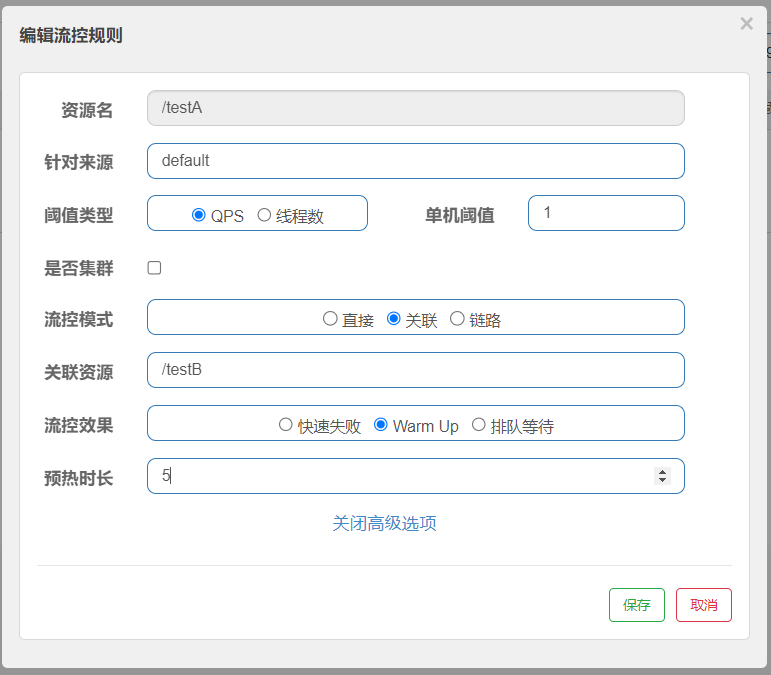 编辑流控规则 ×
资源名 /testA
针对来源 default
阈值类型 QPS 线程数 单机阈值 1
是否集群
流控模式 直接 关联 链路
关联资源 /testB
流控效果 快速失败 Warm Up 排队等待
预热时长 5
关闭高级选项
保存 取消